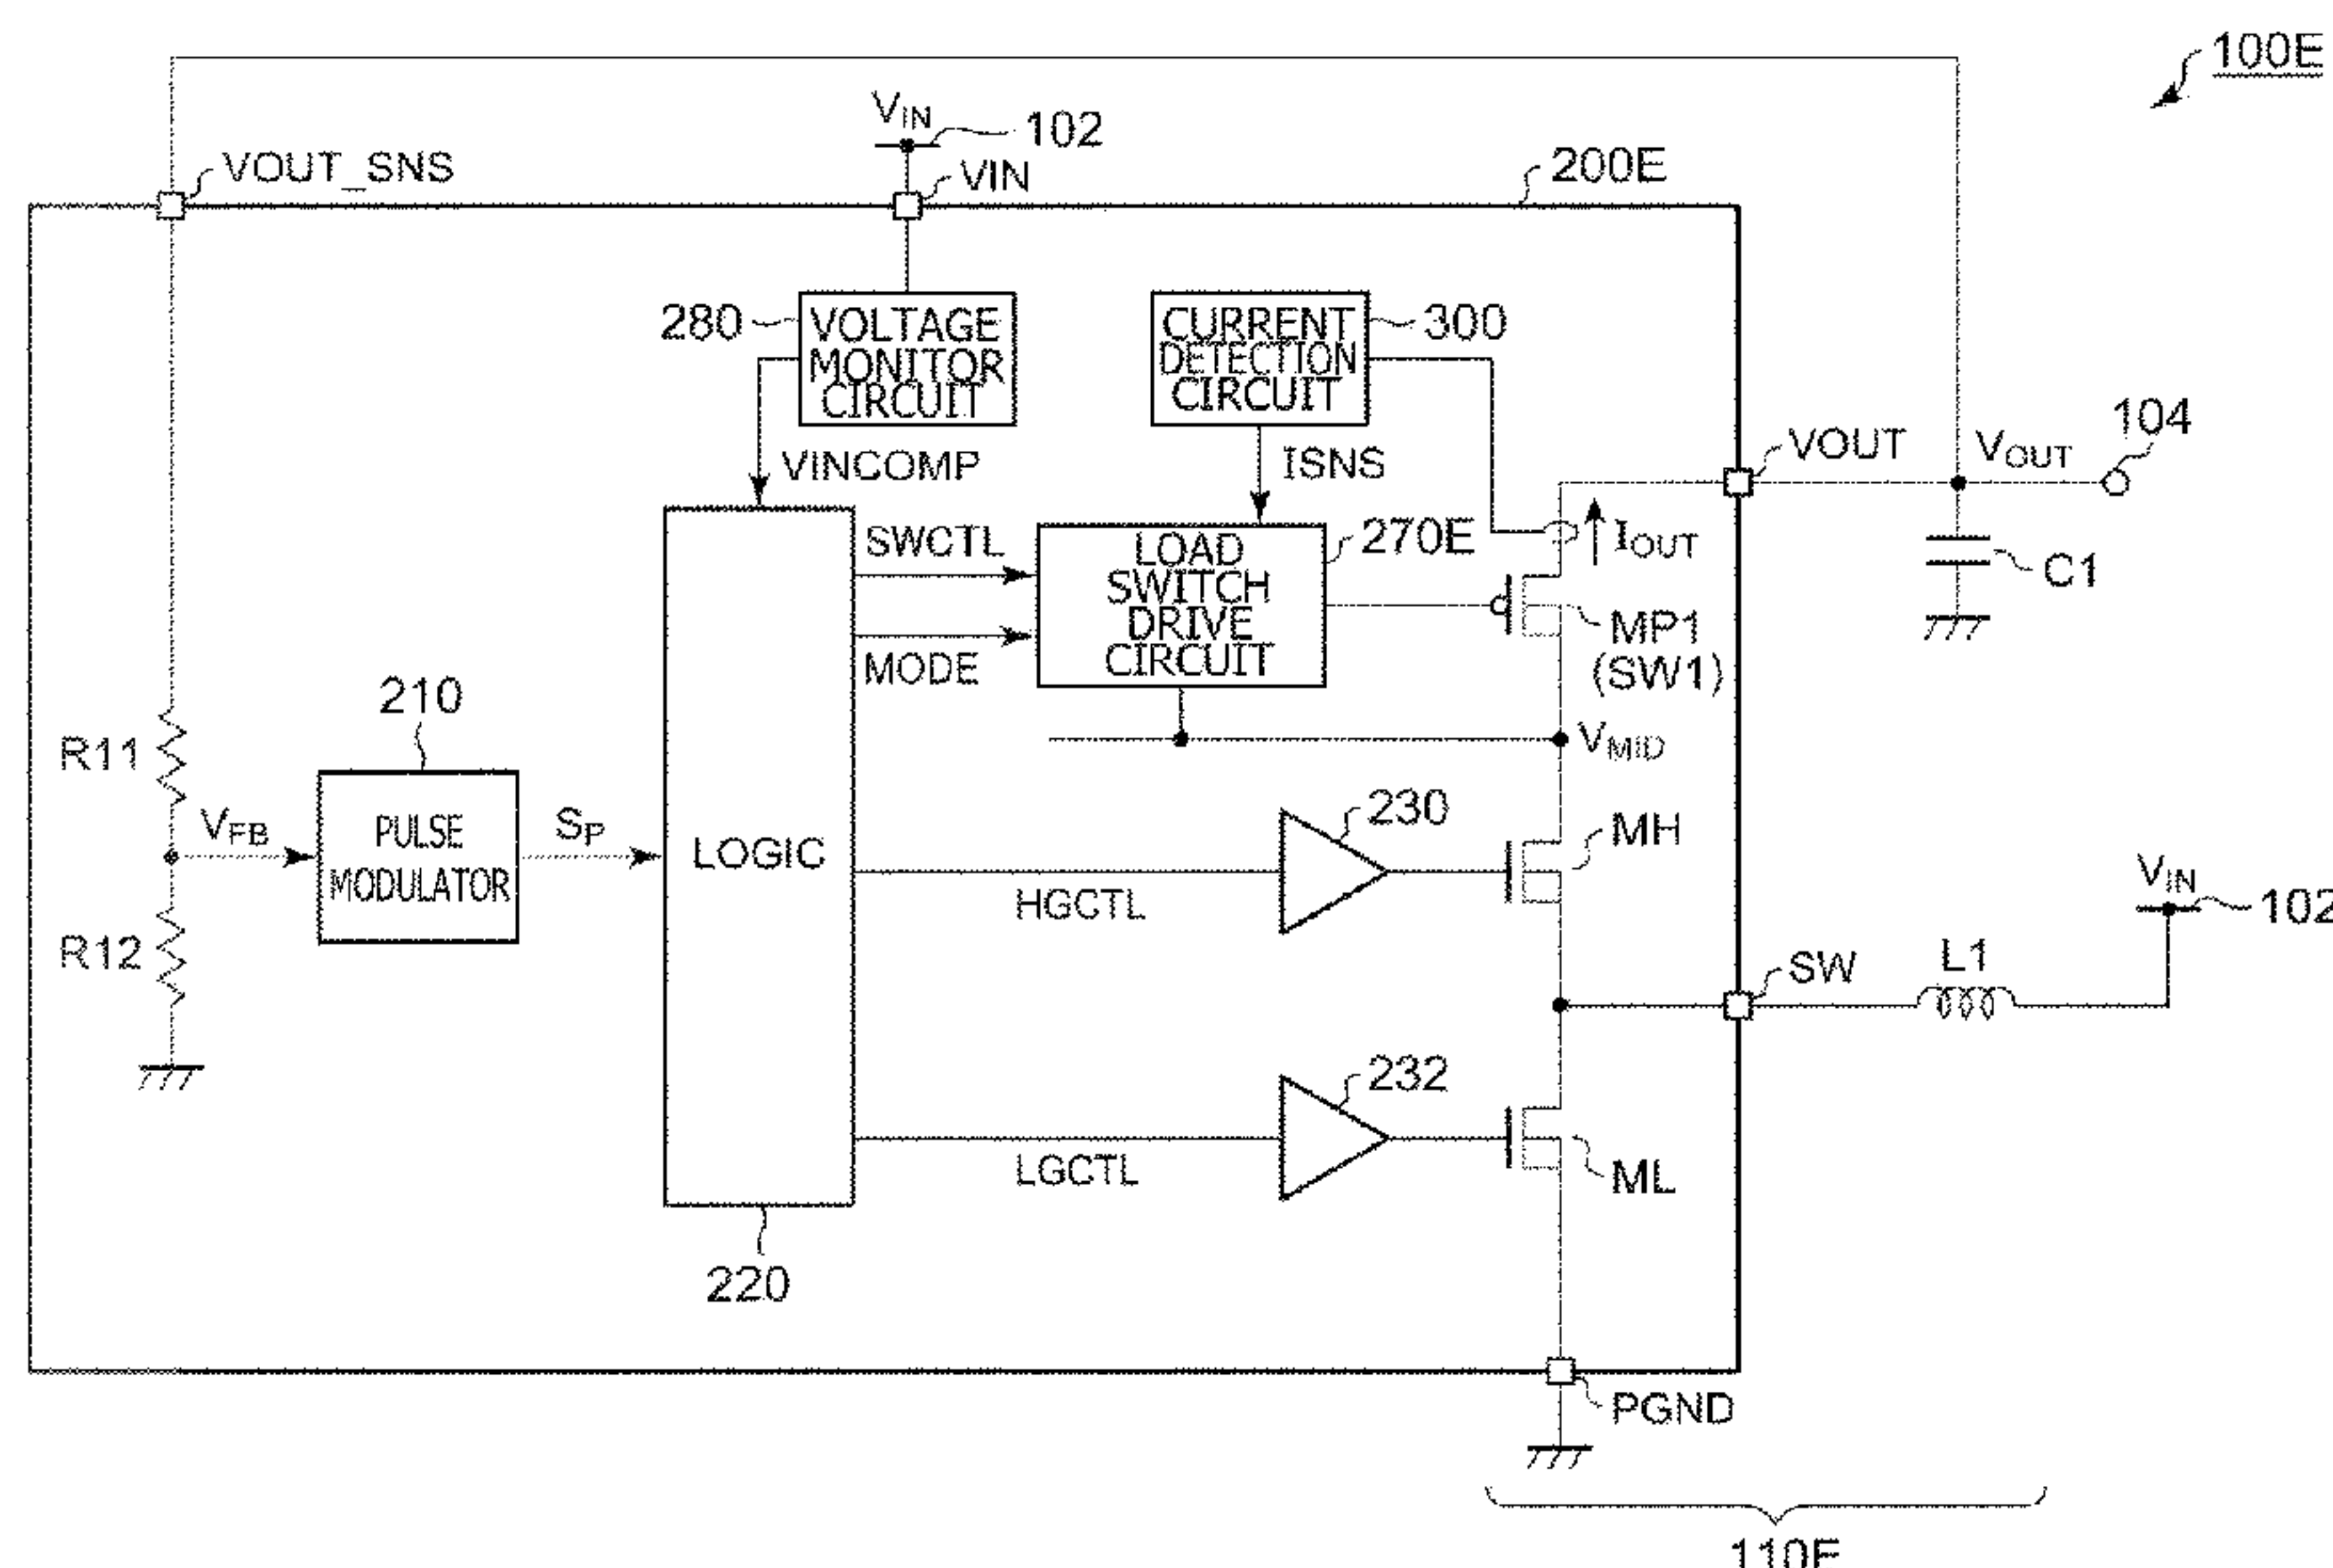 100E
VIN
102
VOUT_SNS
VIN
200E
280
VOLTAGE
MONITOR
CIRCUIT
CURRENT
DETECTION
CIRCUIT
300
VINCOMP
ISNS
VOUT
VOUT
104
SWCTL
LOAD
SWITCH
DRIVE
CIRCUIT
270E
IOUT
C1
MODE
MP1
(SW1)
210
R11
VMID
VFB
PULSE
MODULATOR
SP
LOGIC
230
MH
HGCTL
VIN
102
R12
SW
L1
232
LGCTL
ML
220
PGND
110E